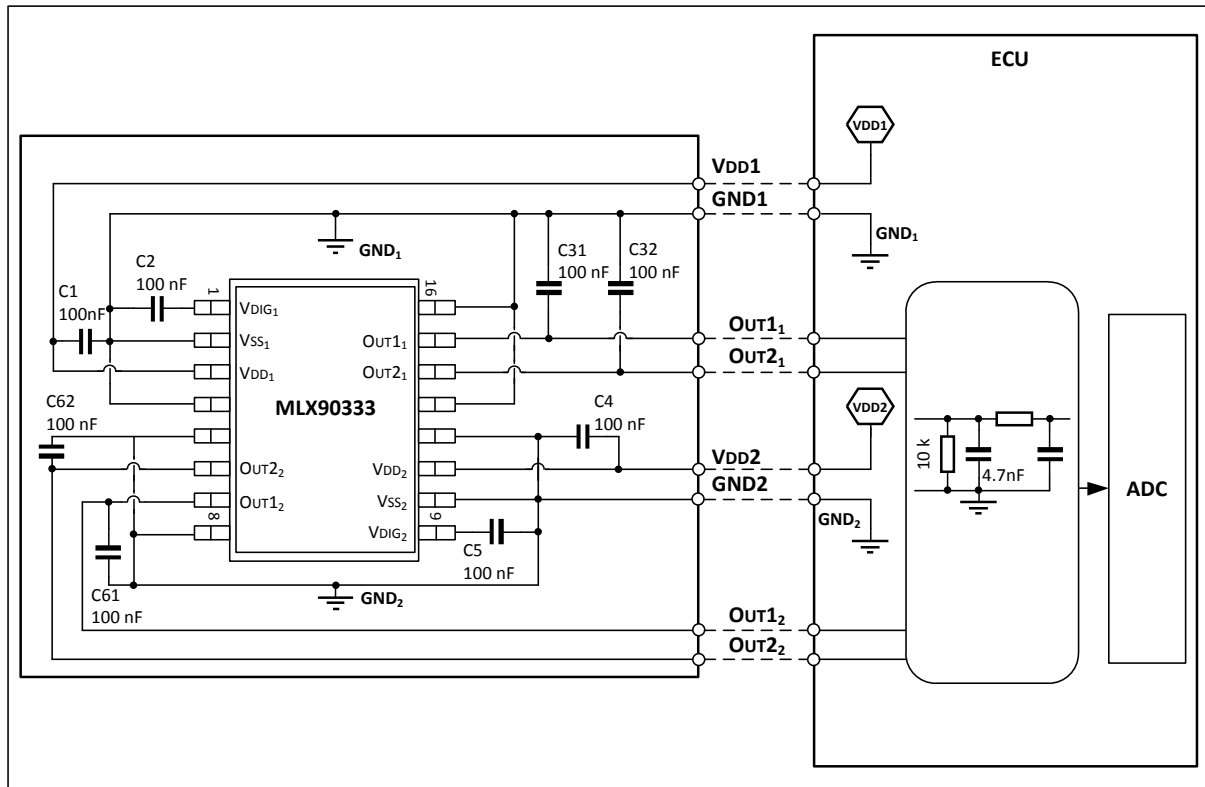 ECU
VDD1
VDD1
GND1
GND1
GND1
C31
100 nF
C32
100 nF
C2
100 nF
C1
100nF
1
16
VDIG1
VSS1
VDD1
OUT11
OUT21
OUT11
OUT21
MLX90333
C62
100 nF
C4
100 nF
VDD2
OUT22
OUT12
8
VDD2
VSS2
9
VDIG2
VDD2
GND2
GND2
C5
100 nF
C61
100 nF
GND2
10 k
4.7nF
ADC
OUT12
OUT22